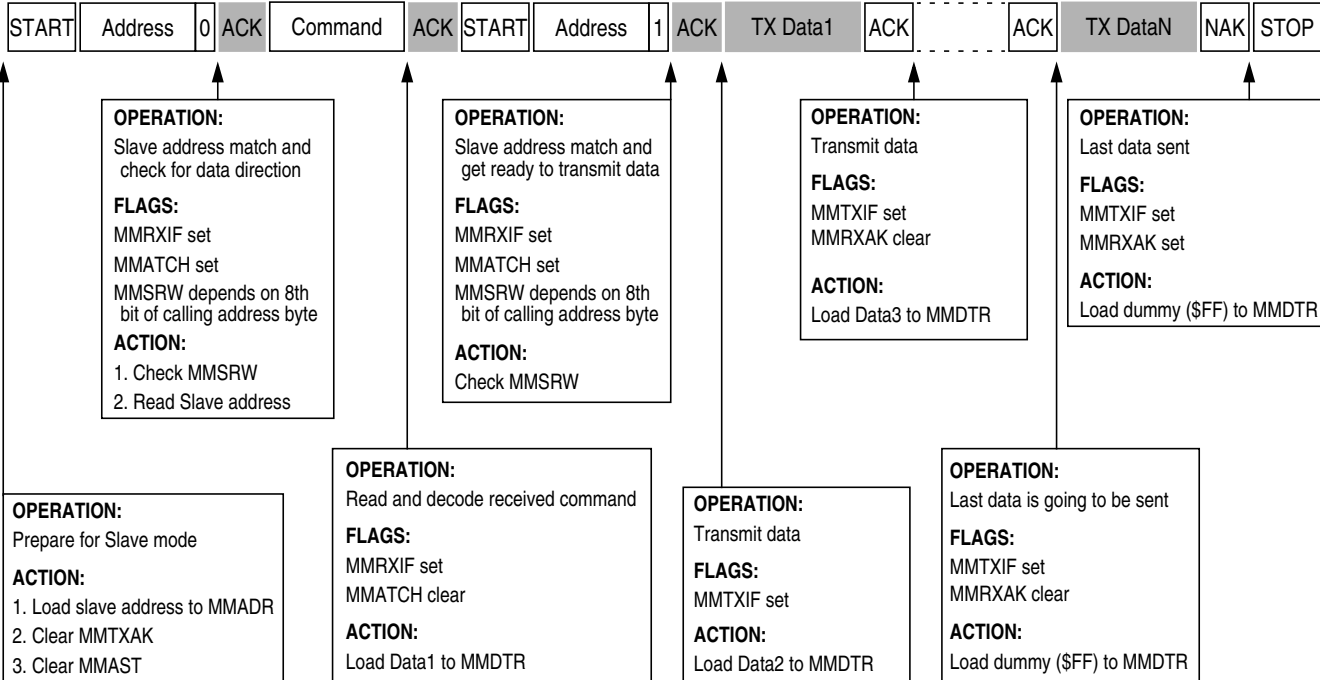 START Address 0 ACK Command ACK START Address 1 ACK TX Data1 ACK ACK TX DataN NAK STOP
OPERATION:
Slave address match and
check for data direction
FLAGS:
MMRXIF set
MMATCH set
MMSRW depends on 8th
bit of calling address byte
ACTION:
1. Check MMSRW
2. Read Slave address
OPERATION:
Slave address match and
get ready to transmit data
FLAGS:
MMRXIF set
MMATCH set
MMSRW depends on 8th
bit of calling address byte
ACTION:
Check MMSRW
OPERATION:
Transmit data
FLAGS:
MMTXIF set
MMRXAK clear
ACTION:
Load Data3 to MMDTR
OPERATION:
Last data sent
FLAGS:
MMTXIF set
MMRXAK set
ACTION:
Load dummy ($FF) to MMDTR
OPERATION:
Prepare for Slave mode
ACTION:
1. Load slave address to MMADR
2. Clear MMTXAK
3. Clear MMAST
OPERATION:
Read and decode received command
FLAGS:
MMRXIF set
MMATCH clear
ACTION:
Load Data1 to MMDTR
OPERATION:
Transmit data
FLAGS:
MMTXIF set
ACTION:
Load Data2 to MMDTR
OPERATION:
Last data is going to be sent
FLAGS:
MMTXIF set
MMRXAK clear
ACTION:
Load dummy ($FF) to MMDTR